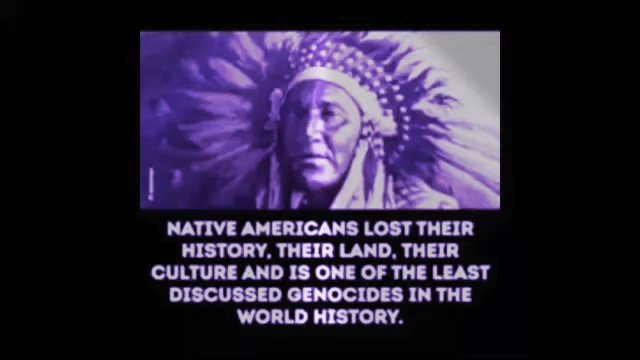 NATIVE AMERICANS LOST THEIR
HISTORY, THEIR LAND, THEIR
CULTURE AND IS ONE OF THE LEAST
DISCUSSED GENOCIDES IN THE
WORLD HISTORY.